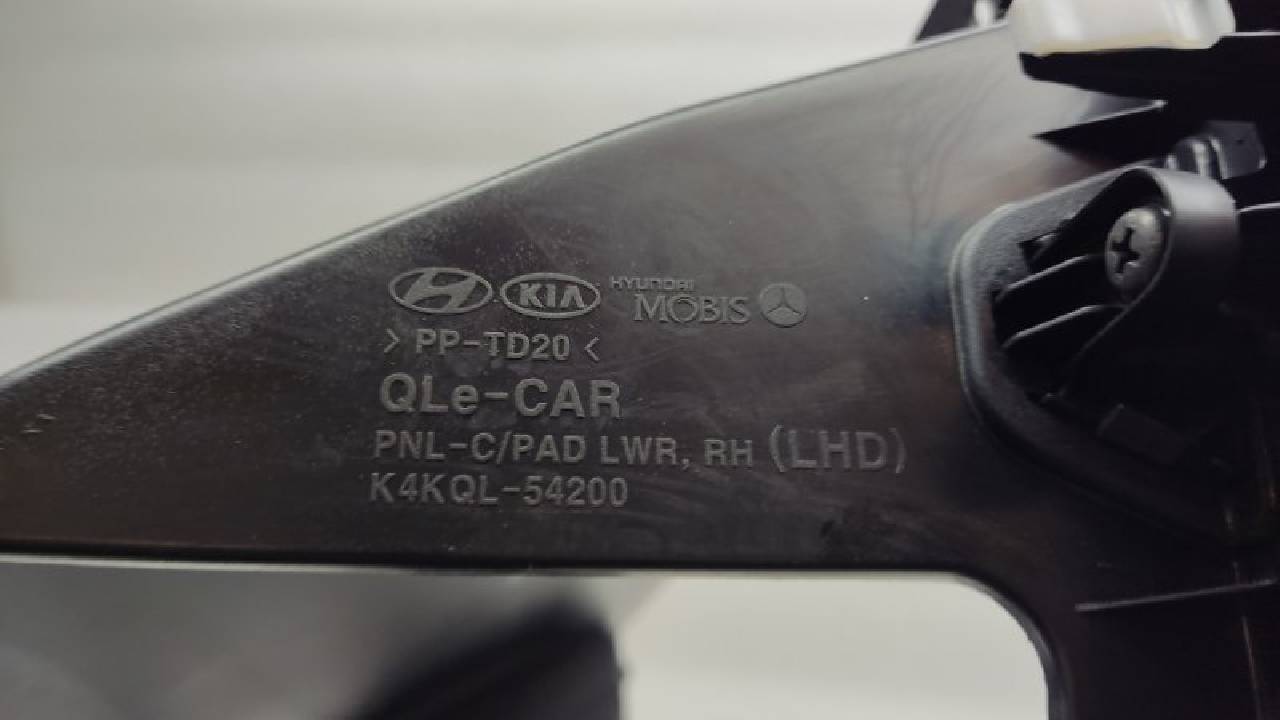 KIA HYUNDAI MOBIS
> PP-TD20 <
QLe-CAR
PNL-C/PAD LWR, RH (LHD)
K4KQL-54200